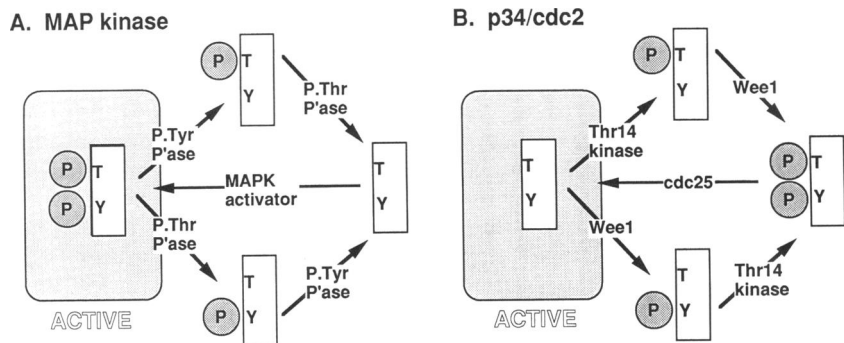 A. MAP kinase
P
T
Y
P.Thr
P'ase
P.Tyr
P'ase
P
P
T
Y
MAPK
activator
T
Y
P.Thr
P'ase
P.Tyr
P'ase
T
P
Y
ACTIVE
B. p34/cdc2
P
T
Y
Wee1
Thr14
kinase
T
Y
cdc25
P
P
T
Y
Wee1
Thr14
kinase
T
P
Y
ACTIVE